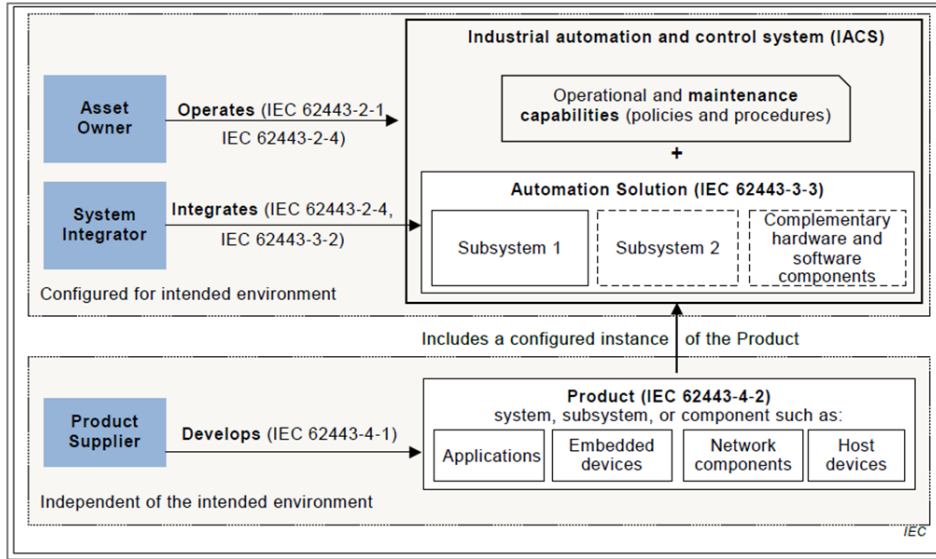 Industrial automation and control system (IACS)
Asset
Owner
Operates (IEC 62443-2-1
IEC 62443-2-4)
Operational and maintenance
capabilities (policies and procedures)
+
System
Integrator
Integrates (IEC 62443-2-4,
IEC 62443-3-2)
Automation Solution (IEC 62443-3-3)
Subsystem 1
Subsystem 2
Complementary
hardware and
software
components
Configured for intended environment
Includes a configured instance of the Product
Product
Supplier
Develops (IEC 62443-4-1)
Product (IEC 62443-4-2)
system, subsystem, or component such as:
Applications
Embedded
devices
Network
components
Host
devices
Independent of the intended environment
IEC